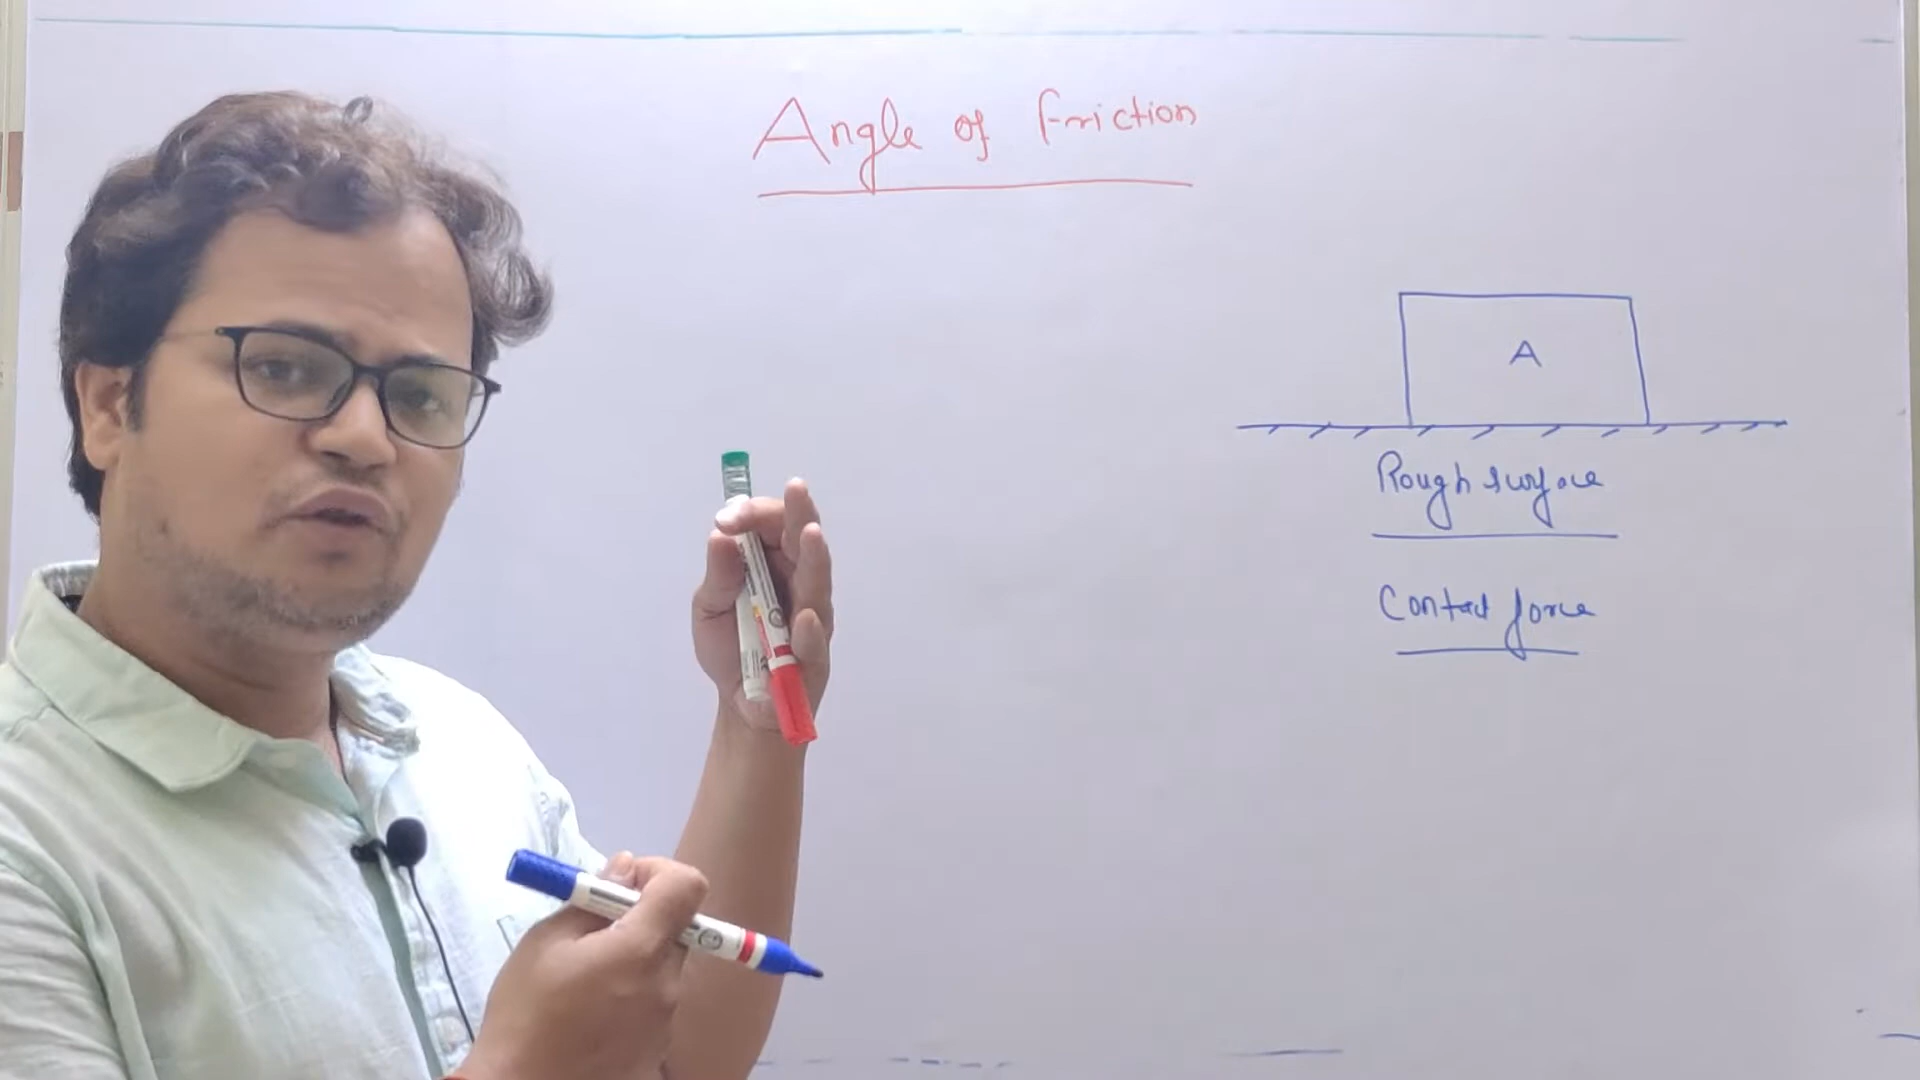 Angle of friction
A
Rough surface
Contact force